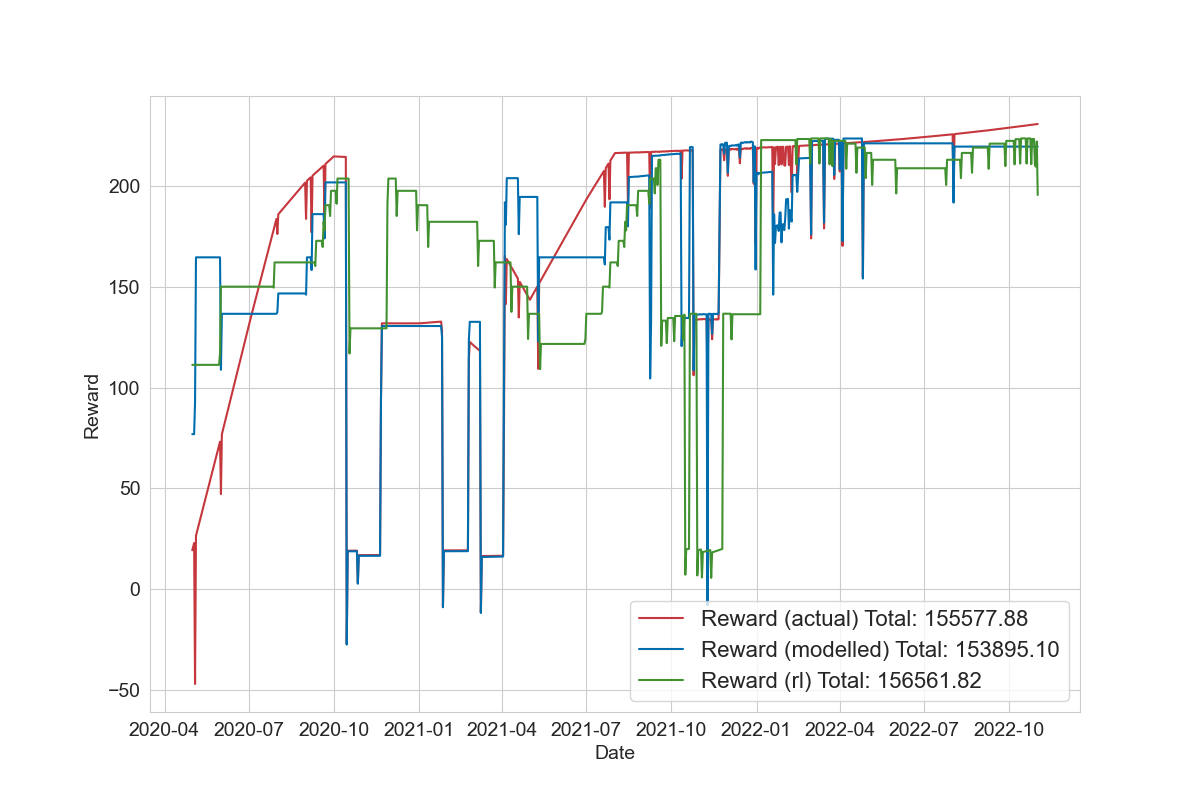 Reward
200
150
100
50
0
−50
2020-04 2020-07 2020-10 2021-01 2021-04 2021-07 2021-10 2022-01 2022-04 2022-07 2022-10
Date
Reward (actual) Total: 155577.88
Reward (modelled) Total: 153895.10
Reward (rl) Total: 156561.82